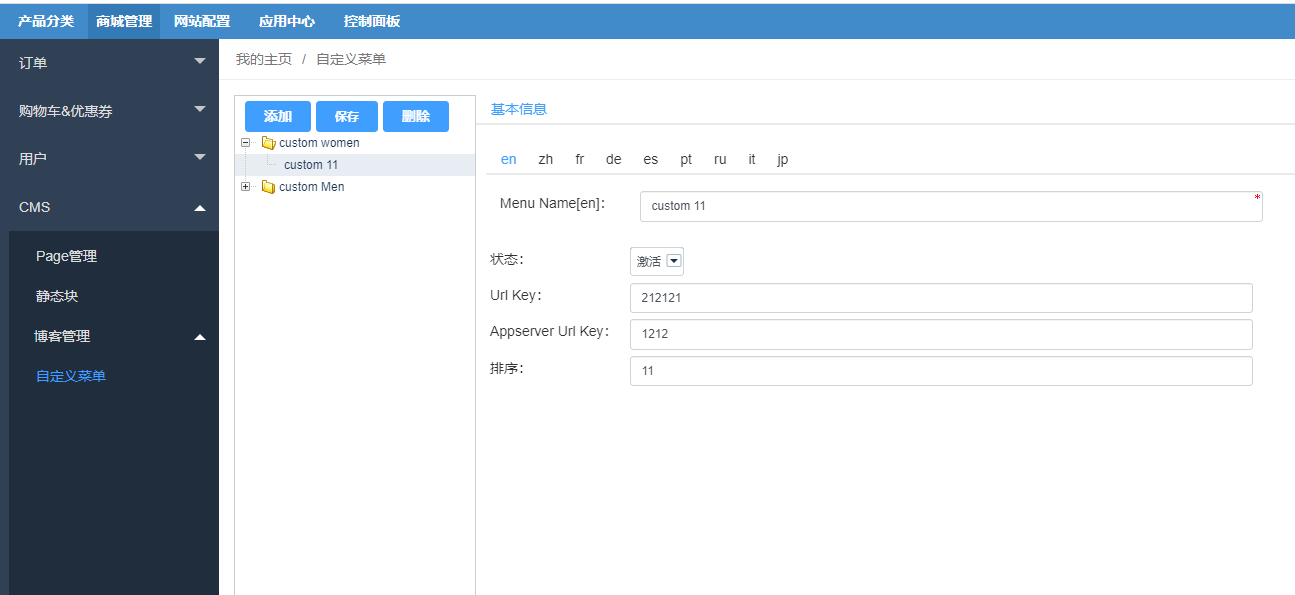 产品分类 商城管理 网站配置 应用中心 控制面板
订单
购物车&优惠券
用户
CMS
Page管理
静态块
博客管理
自定义菜单
我的主页 / 自定义菜单
添加 保存 删除
custom women
custom 11
custom Men
基本信息
en zh fr de es pt ru it jp
Menu Name[en]： custom 11 *
状态： 激活
Url Key： 212121
Appserver Url Key： 1212
排序： 11